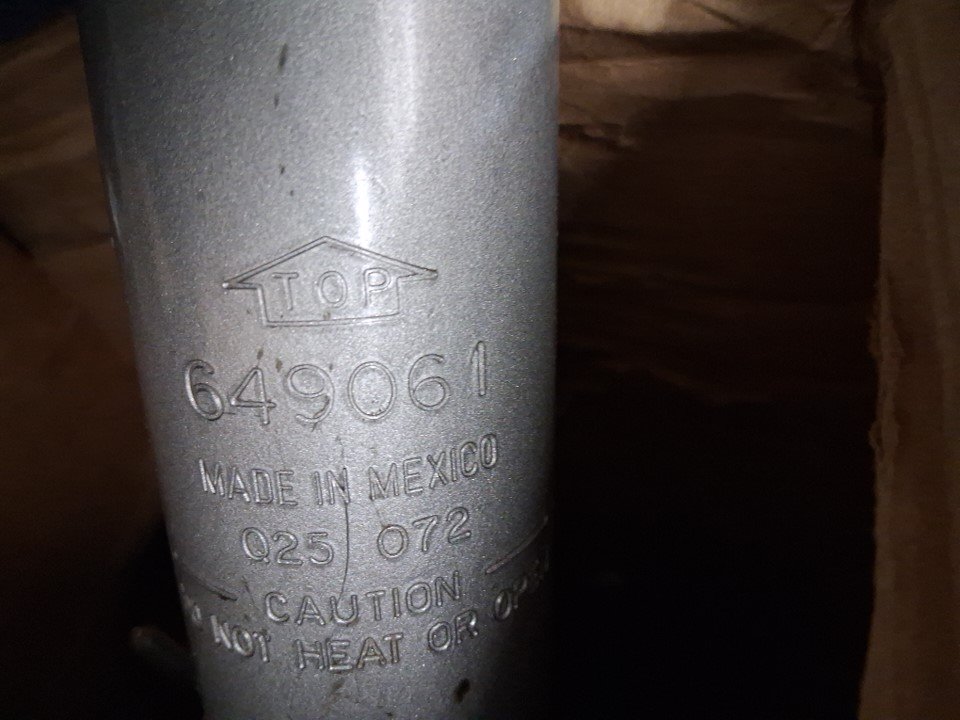 TOP
649061
MADE IN MEXICO
Q25 072
CAUTION
NOT HEAT OR